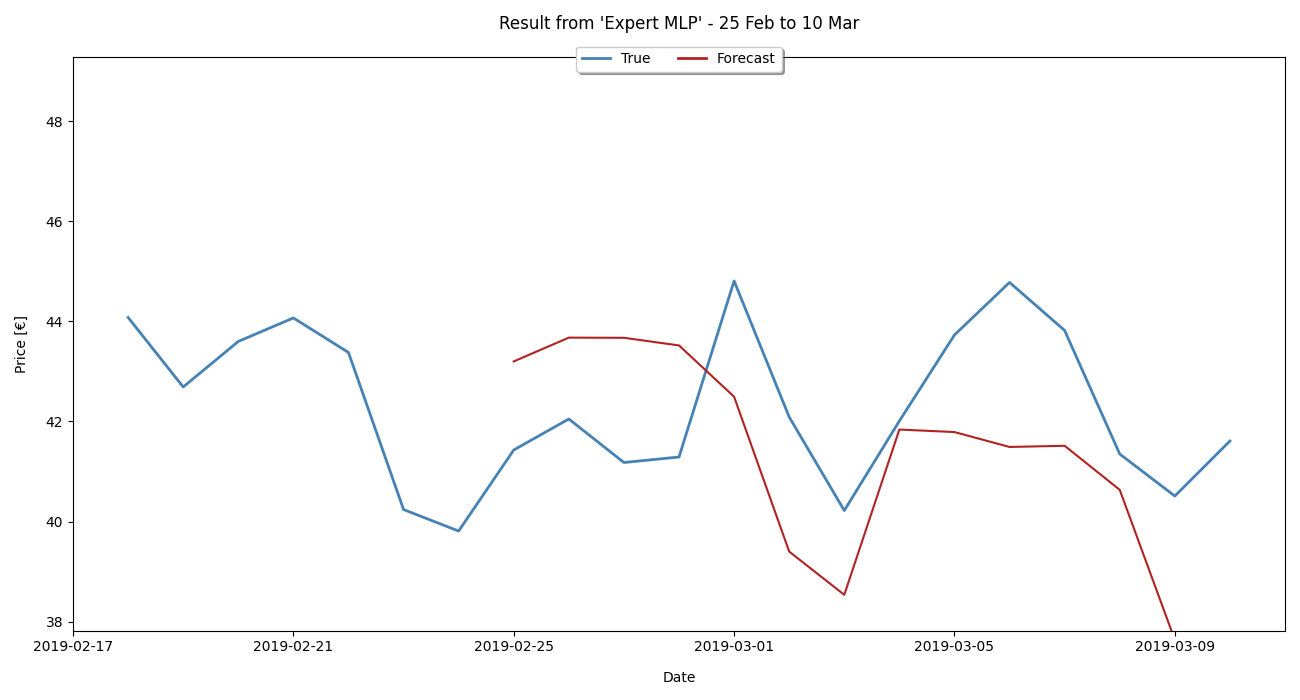 Result from 'Expert MLP' - 25 Feb to 10 Mar
True Forecast
48
46
44
42
40
38
Price [€]
2019-02-17 2019-02-21 2019-02-25 2019-03-01 2019-03-05 2019-03-09
Date